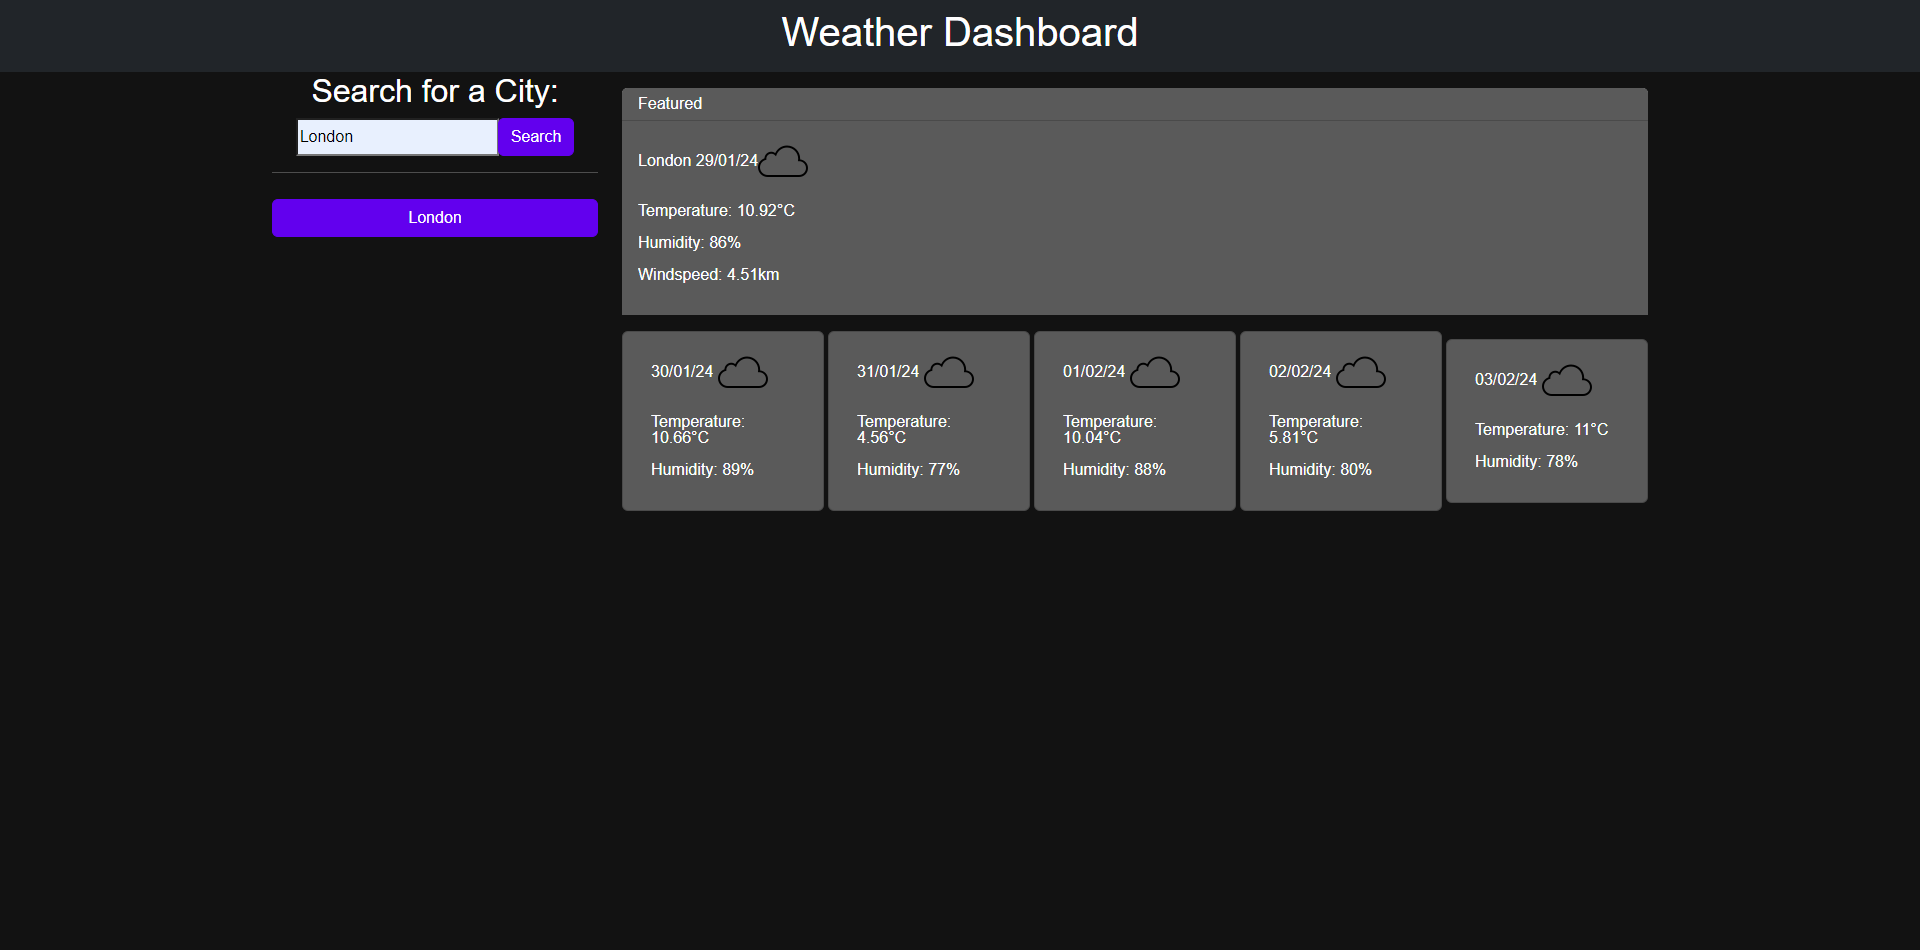 Weather Dashboard
Search for a City:
London
Search
London
Featured
London 29/01/24
Temperature: 10.92°C
Humidity: 86%
Windspeed: 4.51km
30/01/24
Temperature:
10.66°C
Humidity: 89%
31/01/24
Temperature:
4.56°C
Humidity: 77%
01/02/24
Temperature:
10.04°C
Humidity: 88%
02/02/24
Temperature:
5.81°C
Humidity: 80%
03/02/24
Temperature: 11°C
Humidity: 78%